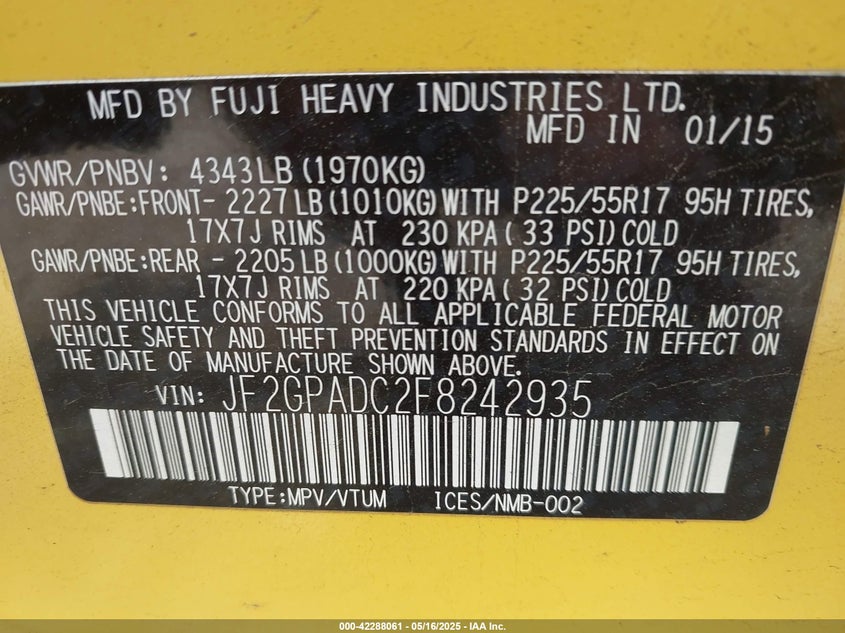 MFD BY FUJI HEAVY INDUSTRIES LTD.
MFD IN 01/15
GVWR/PNBV: 4343LB (1970KG)
GAWR/PNBE:FRONT- 2227 LB (1010KG) WITH P225/55R17 95H TIRES,
17X7J RIMS AT 230 KPA ( 33 PSI) COLD
GAWR/PNBE:REAR - 2205 LB (1000KG) WITH P225/55R17 95H TIRES,
17X7J RIMS AT 220 KPA ( 32 PSI) COLD
THIS VEHICLE CONFORMS TO ALL APPLICABLE FEDERAL MOTOR
VEHICLE SAFETY AND THEFT PREVENTION STANDARDS IN EFFECT ON
THE DATE OF MANUFACTURE SHOWN ABOVE.
VIN: JF2GPADC2F8242935
TYPE:MPV/VTUM ICES/NMB-002
000-42288061 - 05/16/2025 - IAA Inc.